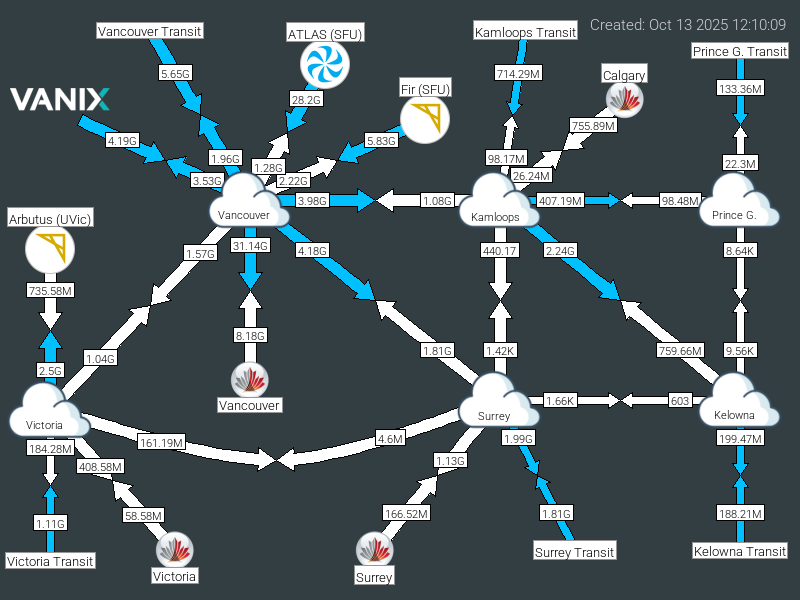 Created: Oct 13 2025 12:10:09
Vancouver Transit
ATLAS (SFU)
Kamloops Transit
Prince G. Transit
5.65G
714.29M
Calgary
Fir (SFU)
VANIX
28.2G
133.36M
4.19G
5.83G
755.89M
1.96G
98.17M
22.3M
1.28G
3.53G
2.22G
26.24M
3.98G
1.08G
407.19M
98.48M
Vancouver
Kamloops
Prince G.
Arbutus (UVic)
31.14G
4.18G
1.57G
440.17
2.24G
8.64K
735.58M
8.18G
1.04G
1.81G
1.42K
759.66M
9.56K
2.5G
Vancouver
1.66K
603
Victoria
Surrey
Kelowna
161.19M
4.6M
1.99G
199.47M
184.28M
408.58M
1.13G
1.11G
58.58M
166.52M
1.81G
188.21M
Victoria Transit
Victoria
Surrey
Surrey Transit
Kelowna Transit